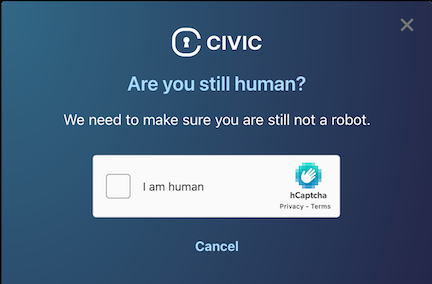 CIVIC
Are you still human?
We need to make sure you are still not a robot.
I am human
hCaptcha
Privacy - Terms
Cancel